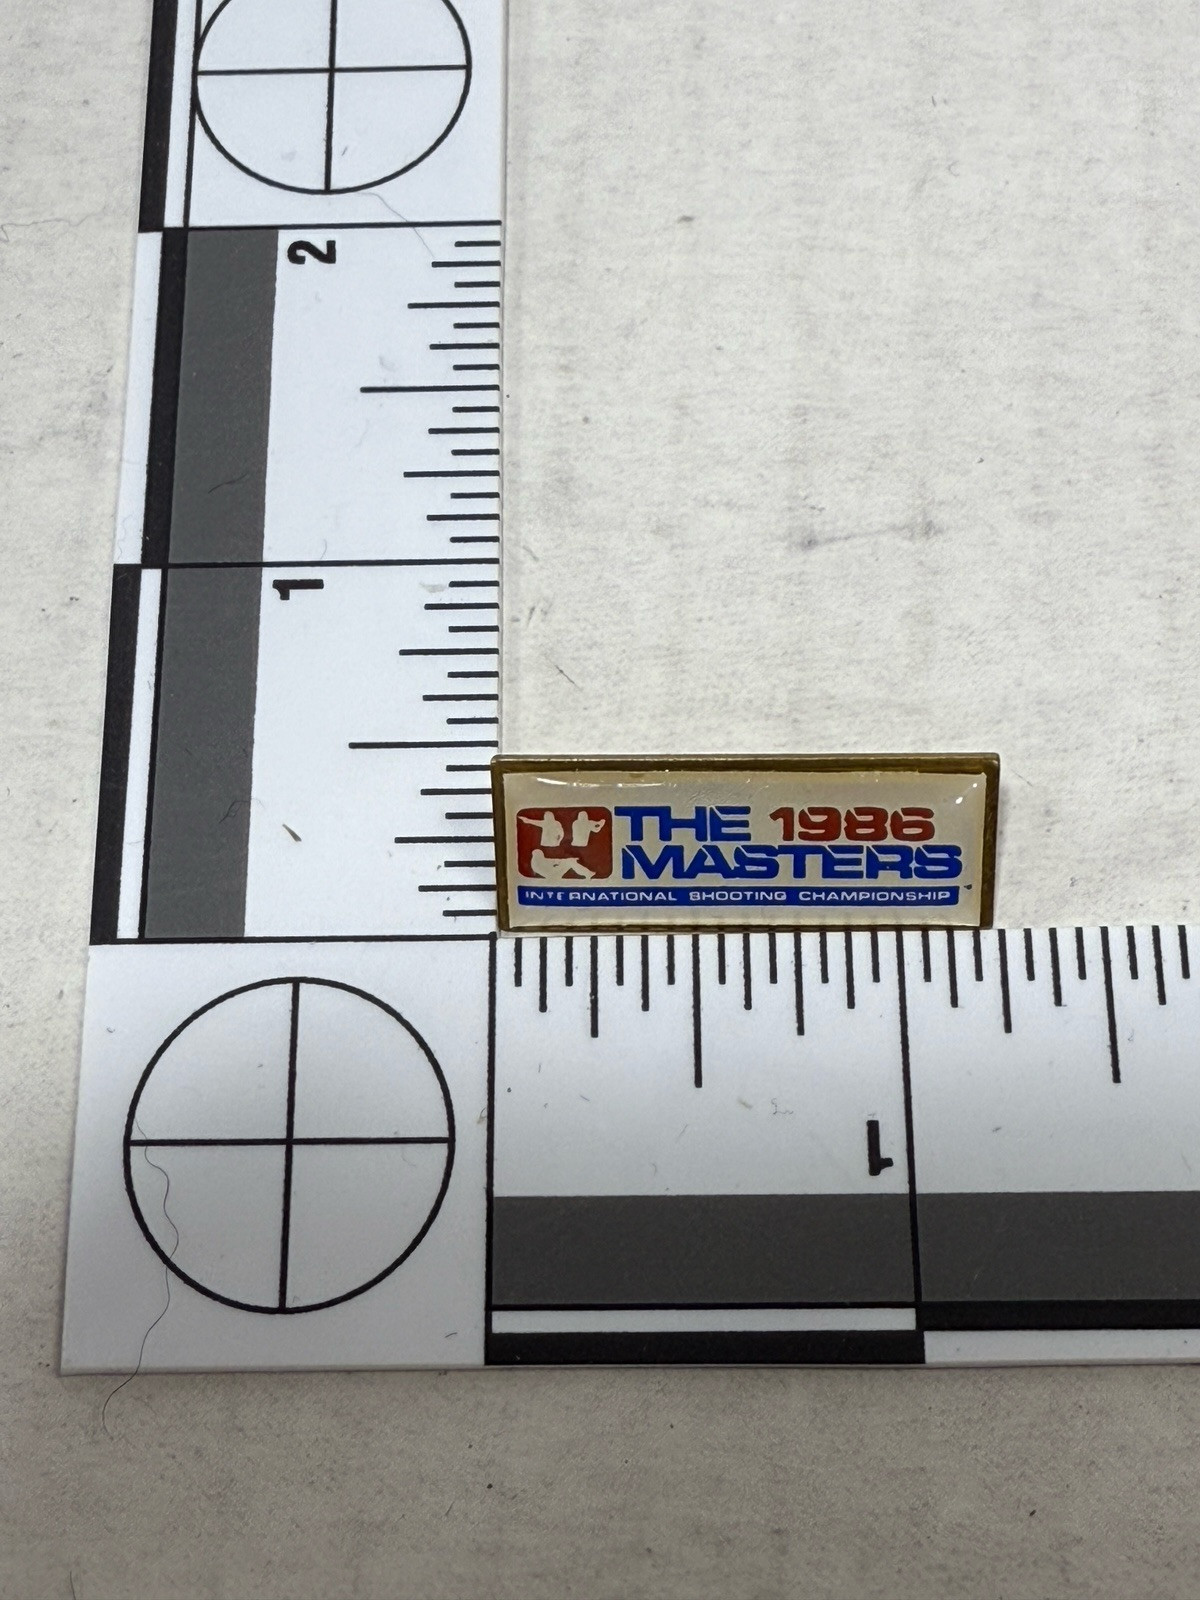 2
1
THE 1986
MASTERS
INTERNATIONAL SHOOTING CHAMPIONSHIP
1